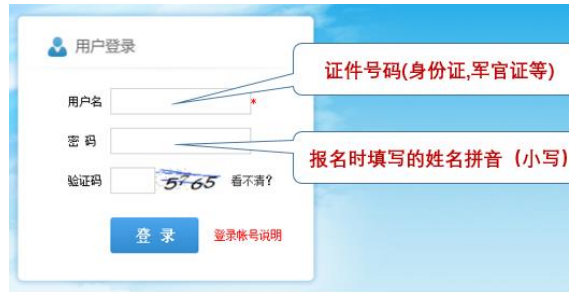 用户登录
证件号码(身份证,军官证等)
用户名 *
密 码
报名时填写的姓名拼音（小写）
验证码 5765 看不清?
登 录 登录帐号说明